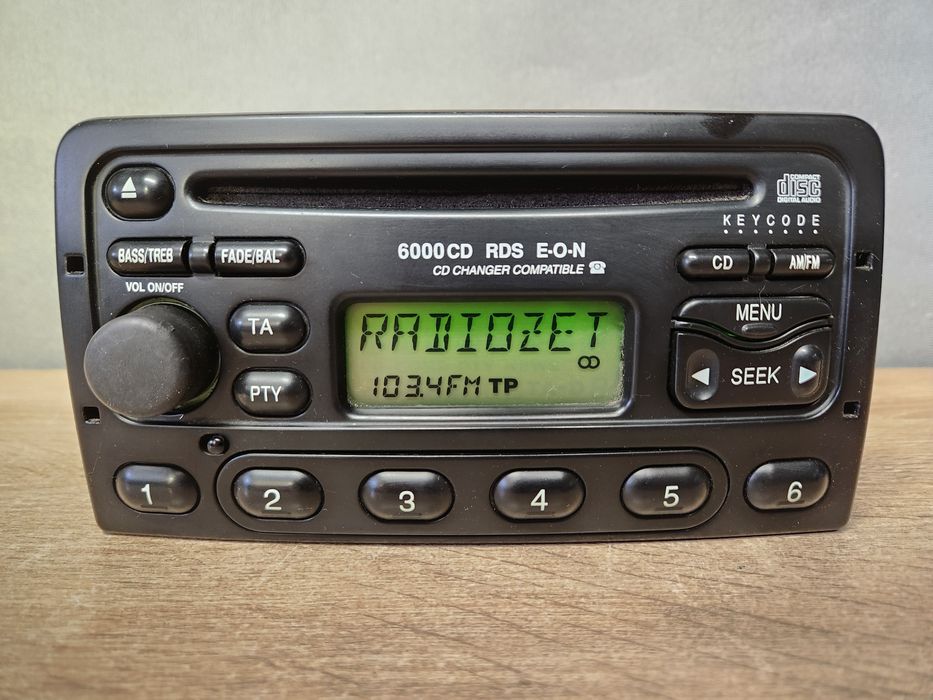 COMPACT
disc
DIGITAL AUDIO
KEYCODE
BASS/TREB FADE/BAL
6000CD RDS E-O-N
CD CHANGER COMPATIBLE
CD AM/FM
VOL ON/OFF
TA
PTY
RADIOZET
103.4FM TP
MENU
SEEK
1 2 3 4 5 6